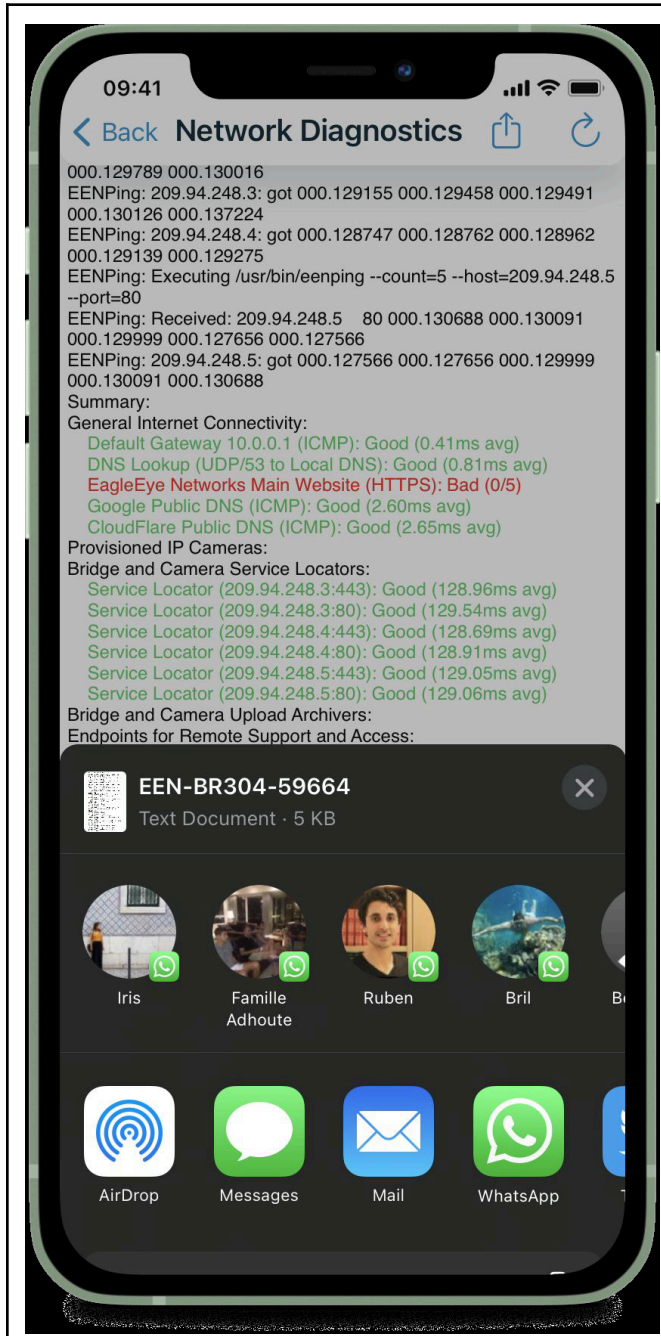 09:41
Back Network Diagnostics
000.129789 000.130016
EENPing: 209.94.248.3: got 000.129155 000.129458 000.129491
000.130126 000.137224
EENPing: 209.94.248.4: got 000.128747 000.128762 000.128962
000.129139 000.129275
EENPing: Executing /usr/bin/eenping --count=5 --host=209.94.248.5
--port=80
EENPing: Received: 209.94.248.5 80 000.130688 000.130091
000.129999 000.127656 000.127566
EENPing: 209.94.248.5: got 000.127566 000.127656 000.129999
000.130091 000.130688
Summary:
General Internet Connectivity:
Default Gateway 10.0.0.1 (ICMP): Good (0.41ms avg)
DNS Lookup (UDP/53 to Local DNS): Good (0.81ms avg)
EagleEye Networks Main Website (HTTPS): Bad (0/5)
Google Public DNS (ICMP): Good (2.60ms avg)
CloudFlare Public DNS (ICMP): Good (2.65ms avg)
Provisioned IP Cameras:
Bridge and Camera Service Locators:
Service Locator (209.94.248.3:443): Good (128.96ms avg)
Service Locator (209.94.248.3:80): Good (129.54ms avg)
Service Locator (209.94.248.4:443): Good (128.69ms avg)
Service Locator (209.94.248.4:80): Good (128.91ms avg)
Service Locator (209.94.248.5:443): Good (129.05ms avg)
Service Locator (209.94.248.5:80): Good (129.06ms avg)
Bridge and Camera Upload Archivers:
Endpoints for Remote Support and Access:
EEN-BR304-59664
Text Document · 5 KB
Iris
Famille
Adhoute
Ruben
Bril
AirDrop
Messages
Mail
WhatsApp